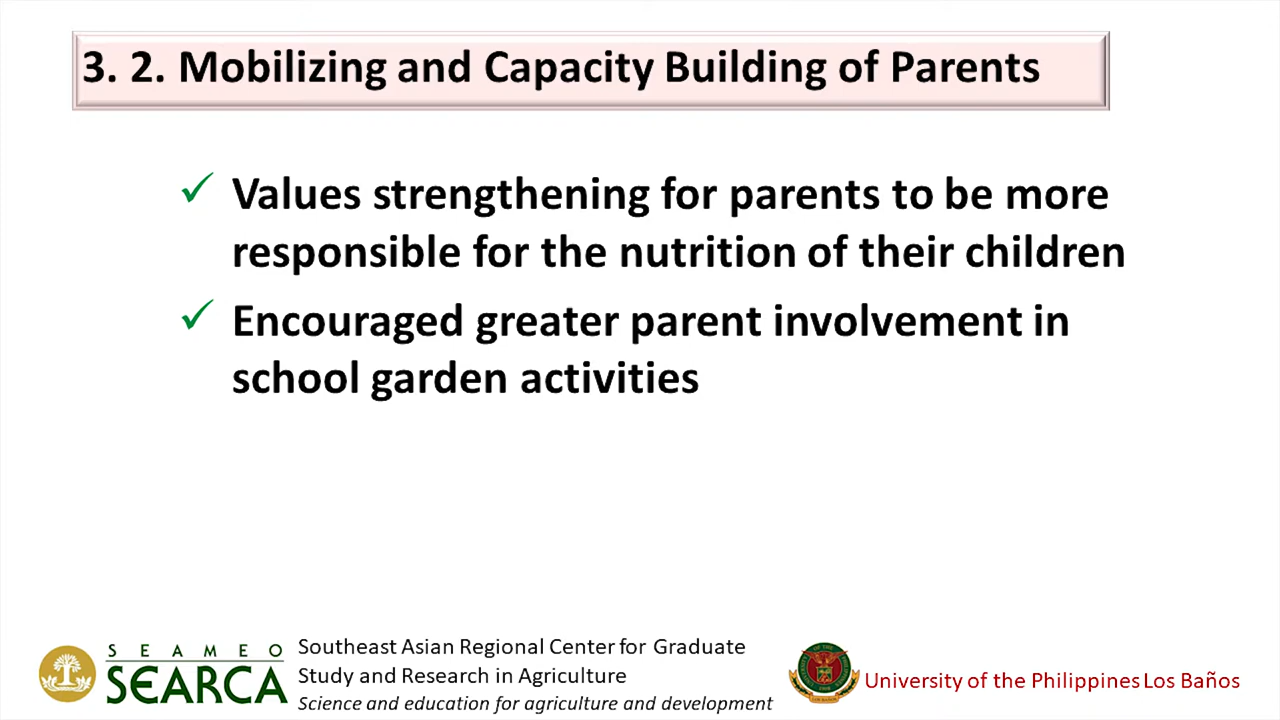 3. 2. Mobilizing and Capacity Building of Parents
✓ Values strengthening for parents to be more
responsible for the nutrition of their children
✓ Encouraged greater parent involvement in
school garden activities
SEAMEO
SEARCA
Southeast Asian Regional Center for Graduate
Study and Research in Agriculture
Science and education for agriculture and development
University of the Philippines Los Baños